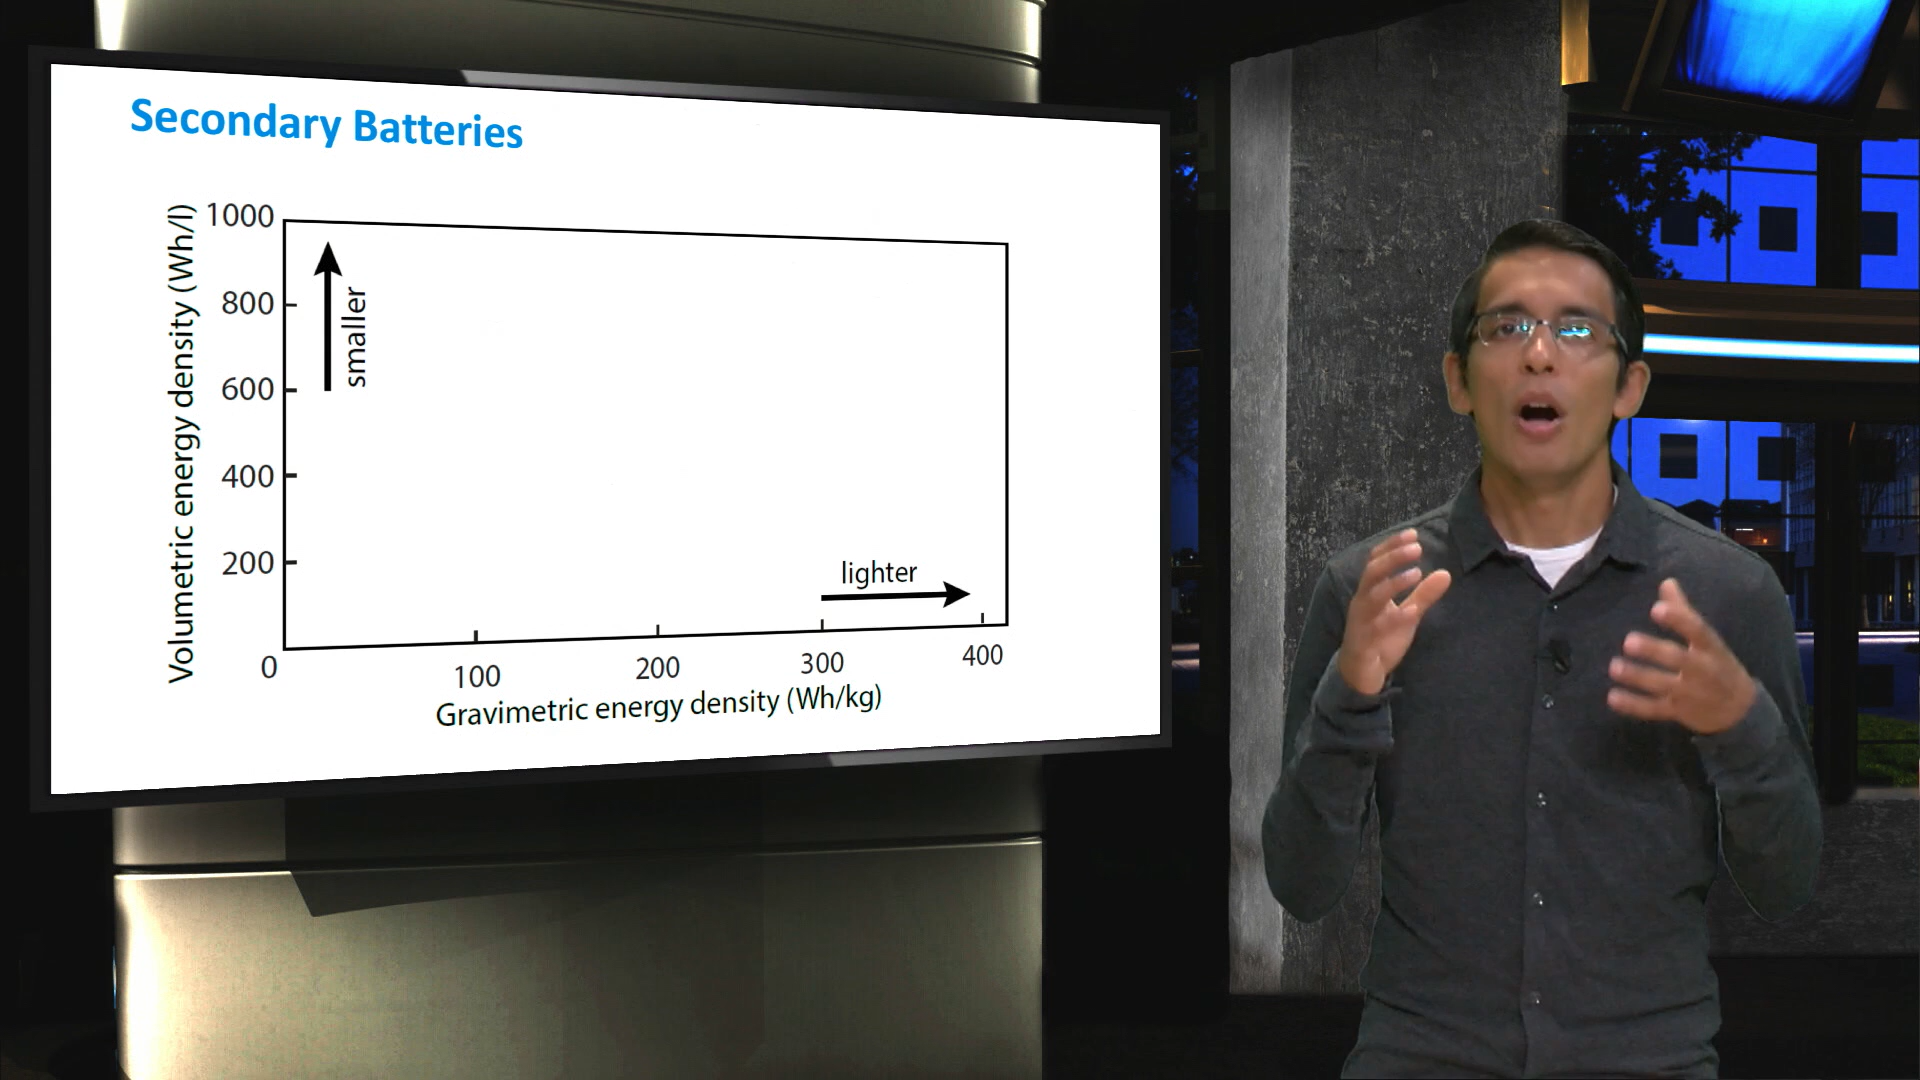 Secondary Batteries
Volumetric energy density (Wh/l)
1000
800
600
400
200
0
smaller
lighter
100
200
300
400
Gravimetric energy density (Wh/kg)